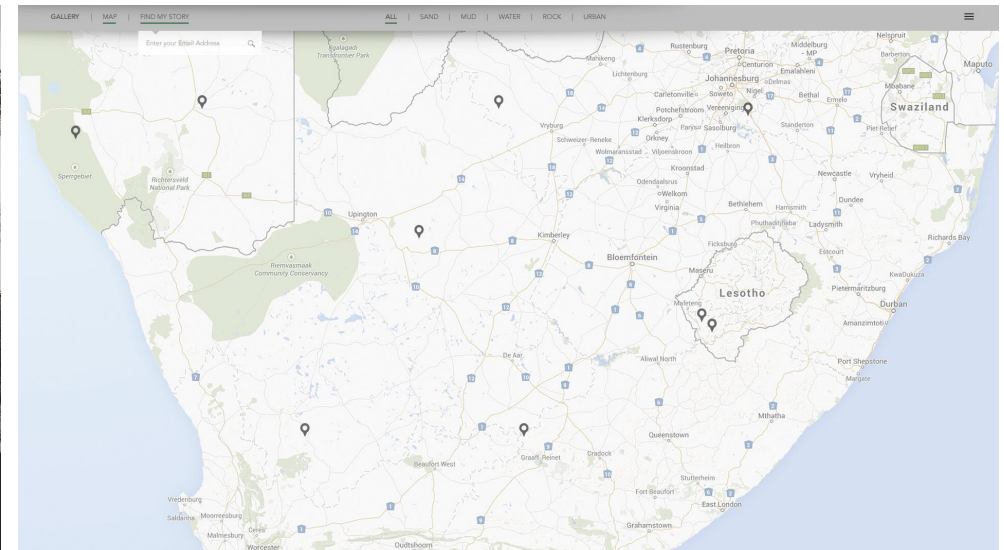 GALLERY | MAP | FIND MY STORY
ALL | SAND | MUD | WATER | ROCK | URBAN
Enter your Email Address
Kgalagadi
Transfrontier Park
Mahikeng
Rustenburg
Pretoria
Middelburg
- MP
Nelspruit
Barberton
Maputo
Centurion
Emalahleni
Lichtenburg
Johannesburg
Delmas
Mbabane
Carletonville
Soweto
Nigel
Bethal
Ermelo
Swaziland
Potchefstroom
Vereeniging
Klerksdorp
Vryburg
Parys
Sasolburg
Standerton
Piet Relief
Orkney
Schweizer-Reneke
Heilbron
Wolmaransstad
Viljoenskroon
Kroonstad
Newcastle
Vryheid
Sperrgebiet
Richtersveld
National Park
Odendaalsrus
Welkom
Virginia
Bethlehem
Harrismith
Dundee
Upington
Phuthaditjhaba
Ladysmith
Kimberley
Richards Bay
Ficksburg
Estcourt
Bloemfontein
Riemvasmaak
Community Conservancy
Maseru
KwaDukuza
Lesotho
Pietermaritzburg
Mafeteng
Durban
Amanzimtoti
De Aar
Aliwal North
Port Shepstone
Margate
Mthatha
Queenstown
Graaff-Reinet
Cradock
Beaufort West
Stutterheim
Fort Beaufort
Vredenburg
East London
Saldanha
Moorreesburg
Grahamstown
Malmesbury
Ceres
Worcester
Oudtshoorn